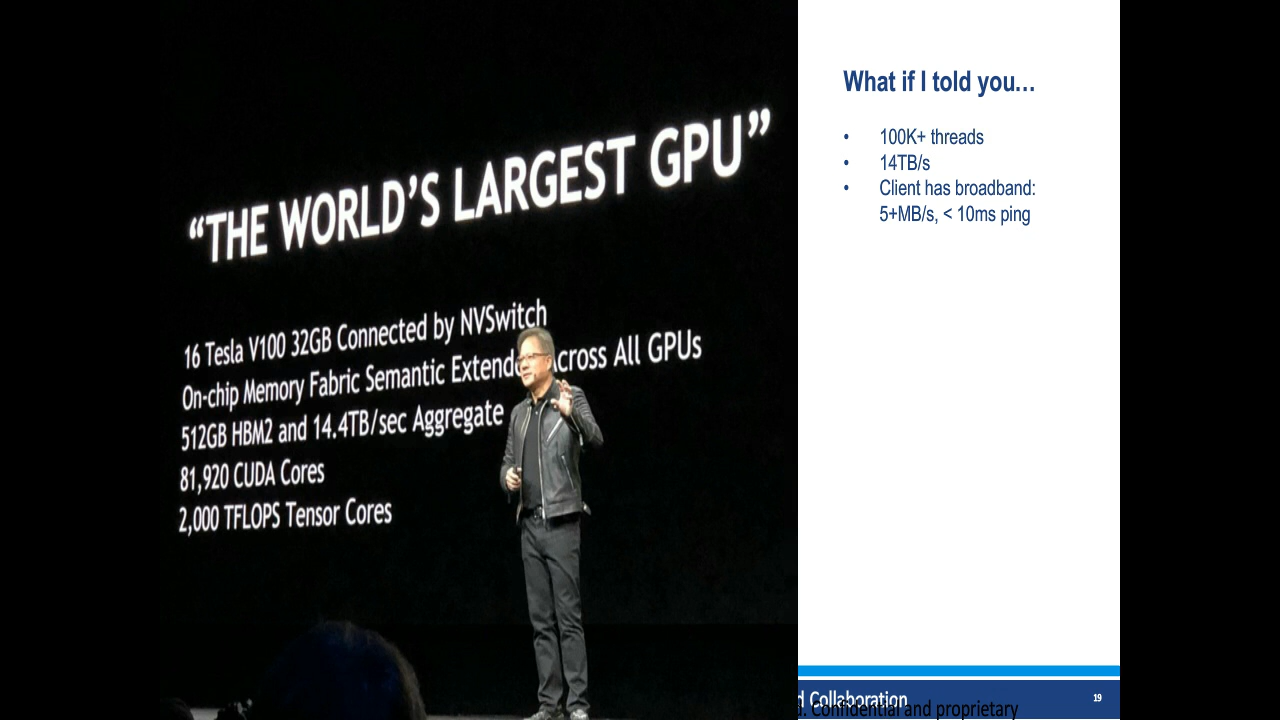 “THE WORLD’S LARGEST GPU”
16 Tesla V100 32GB Connected by NVSwitch
On-chip Memory Fabric Semantic Extende Across All GPUs
512GB HBM2 and 14.4TB/sec Aggregate
81,920 CUDA Cores
2,000 TFLOPS Tensor Cores
What if I told you…
• 100K+ threads
• 14TB/s
• Client has broadband:
5+MB/s, < 10ms ping
d Collaboration
19
d. Confidential and proprietary